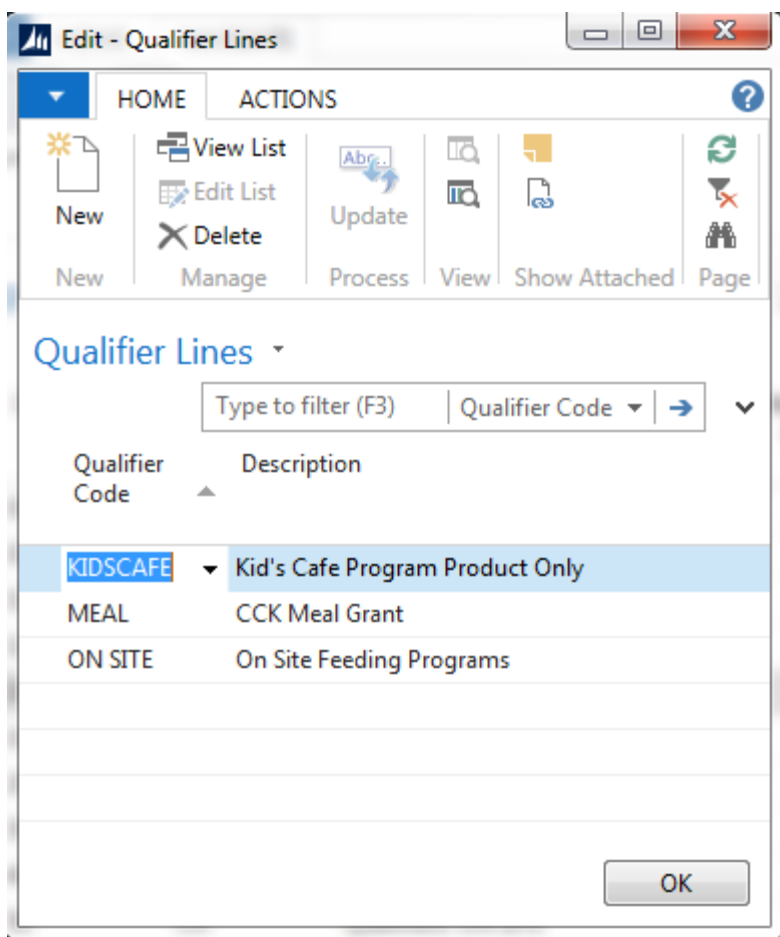 Edit - Qualifier Lines
HOME ACTIONS
New
View List
Edit List
Delete
Abc..
Update
New Manage Process View Show Attached Page
Qualifier Lines
Type to filter (F3) Qualifier Code
Qualifier Code Description
KIDSCAFE Kid's Cafe Program Product Only
MEAL CCK Meal Grant
ON SITE On Site Feeding Programs
OK